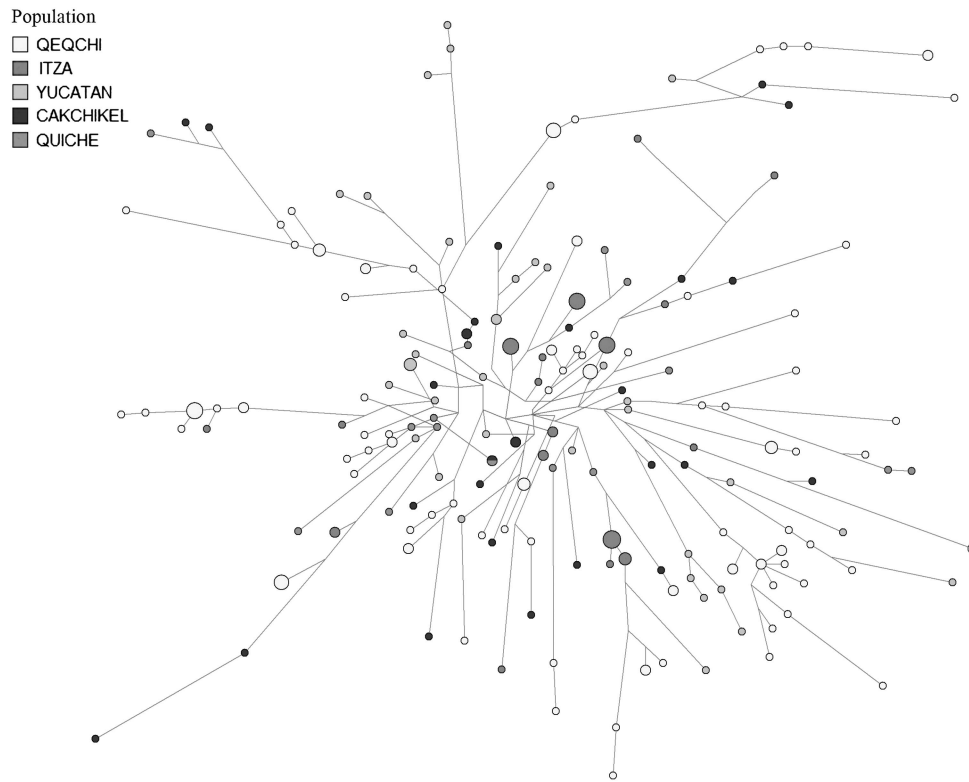 Population
QEQCHI
ITZA
YUCATAN
CAKCHIKEL
QUICHE